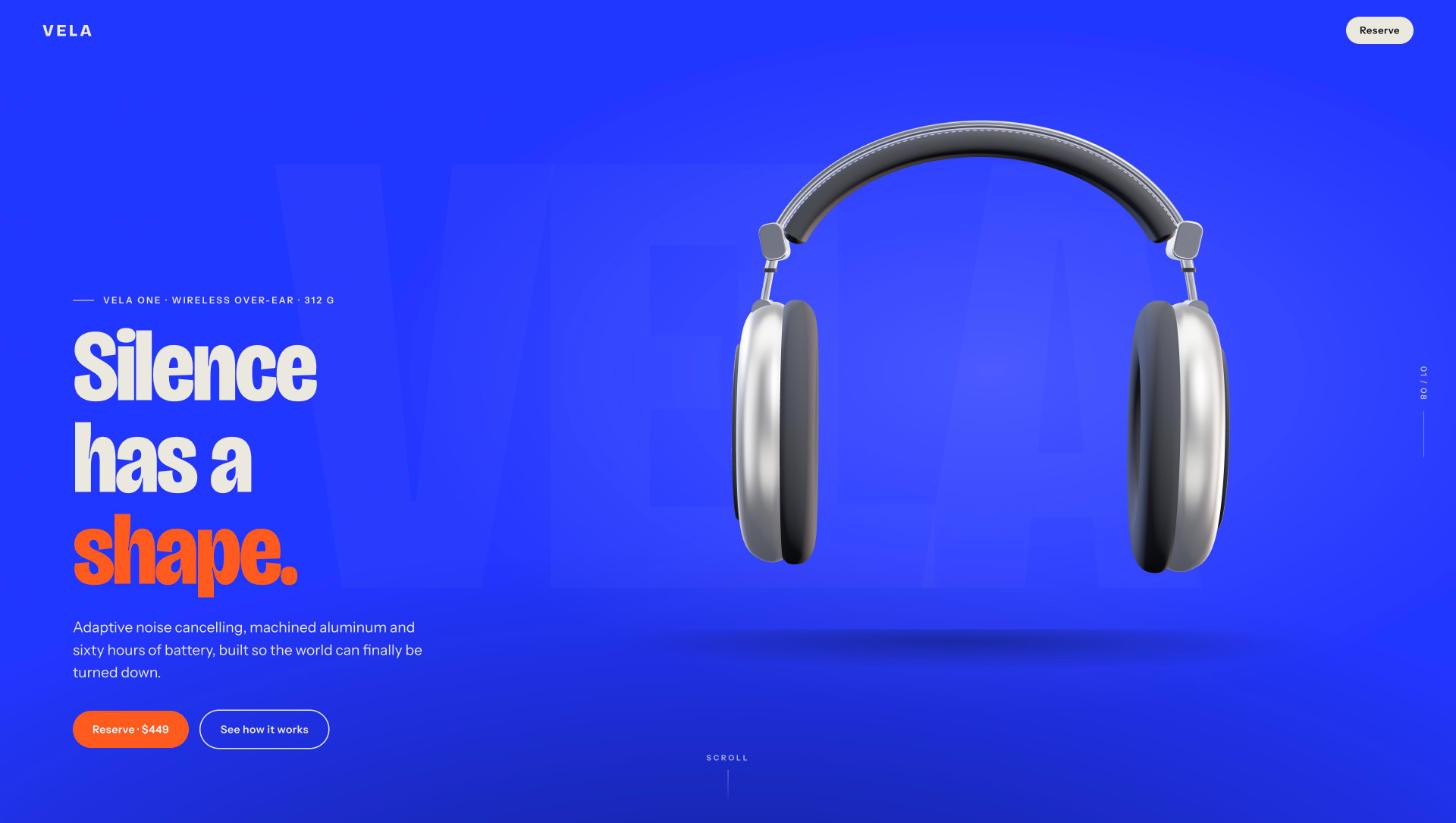 VELA
Reserve
VELA
VELA ONE · WIRELESS OVER-EAR · 312 G
Silence
has a
shape.
Adaptive noise cancelling, machined aluminum and
sixty hours of battery, built so the world can finally be
turned down.
Reserve · $449
See how it works
SCROLL
01 / 08